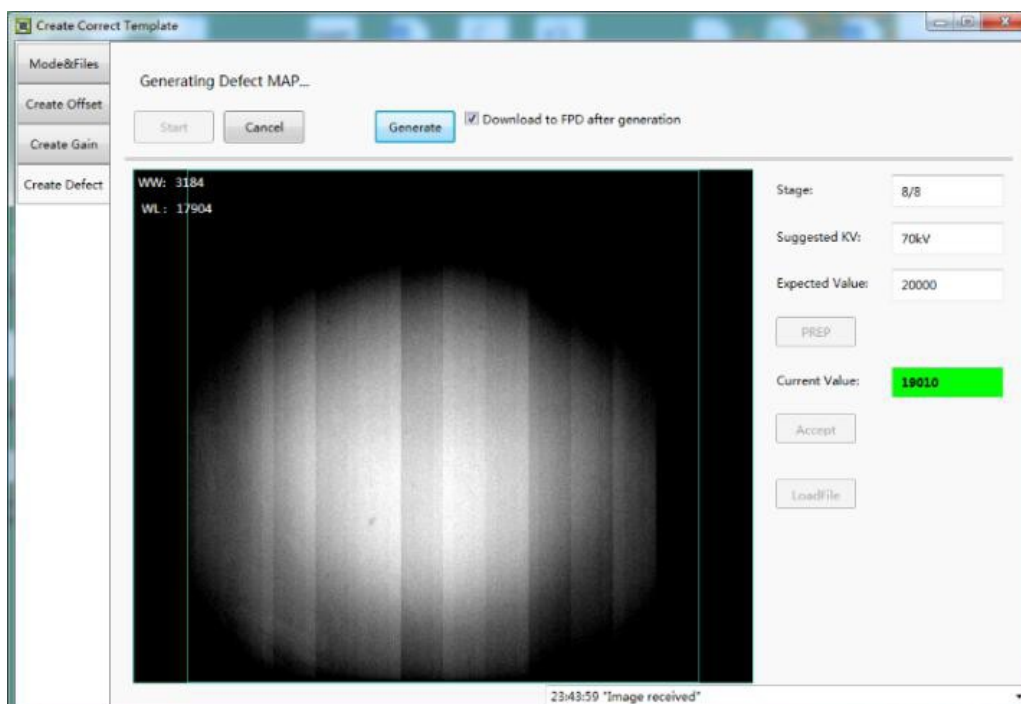 Create Correct Template
Mode&Files
Create Offset
Create Gain
Create Defect
Generating Defect MAP...
Start
Cancel
Generate
Download to FPD after generation
WW: 3184
WL: 17904
Stage: 8/8
Suggested KV: 70kV
Expected Value: 20000
PREP
Current Value: 19010
Accept
LoadFile
23:43:59 "Image received"